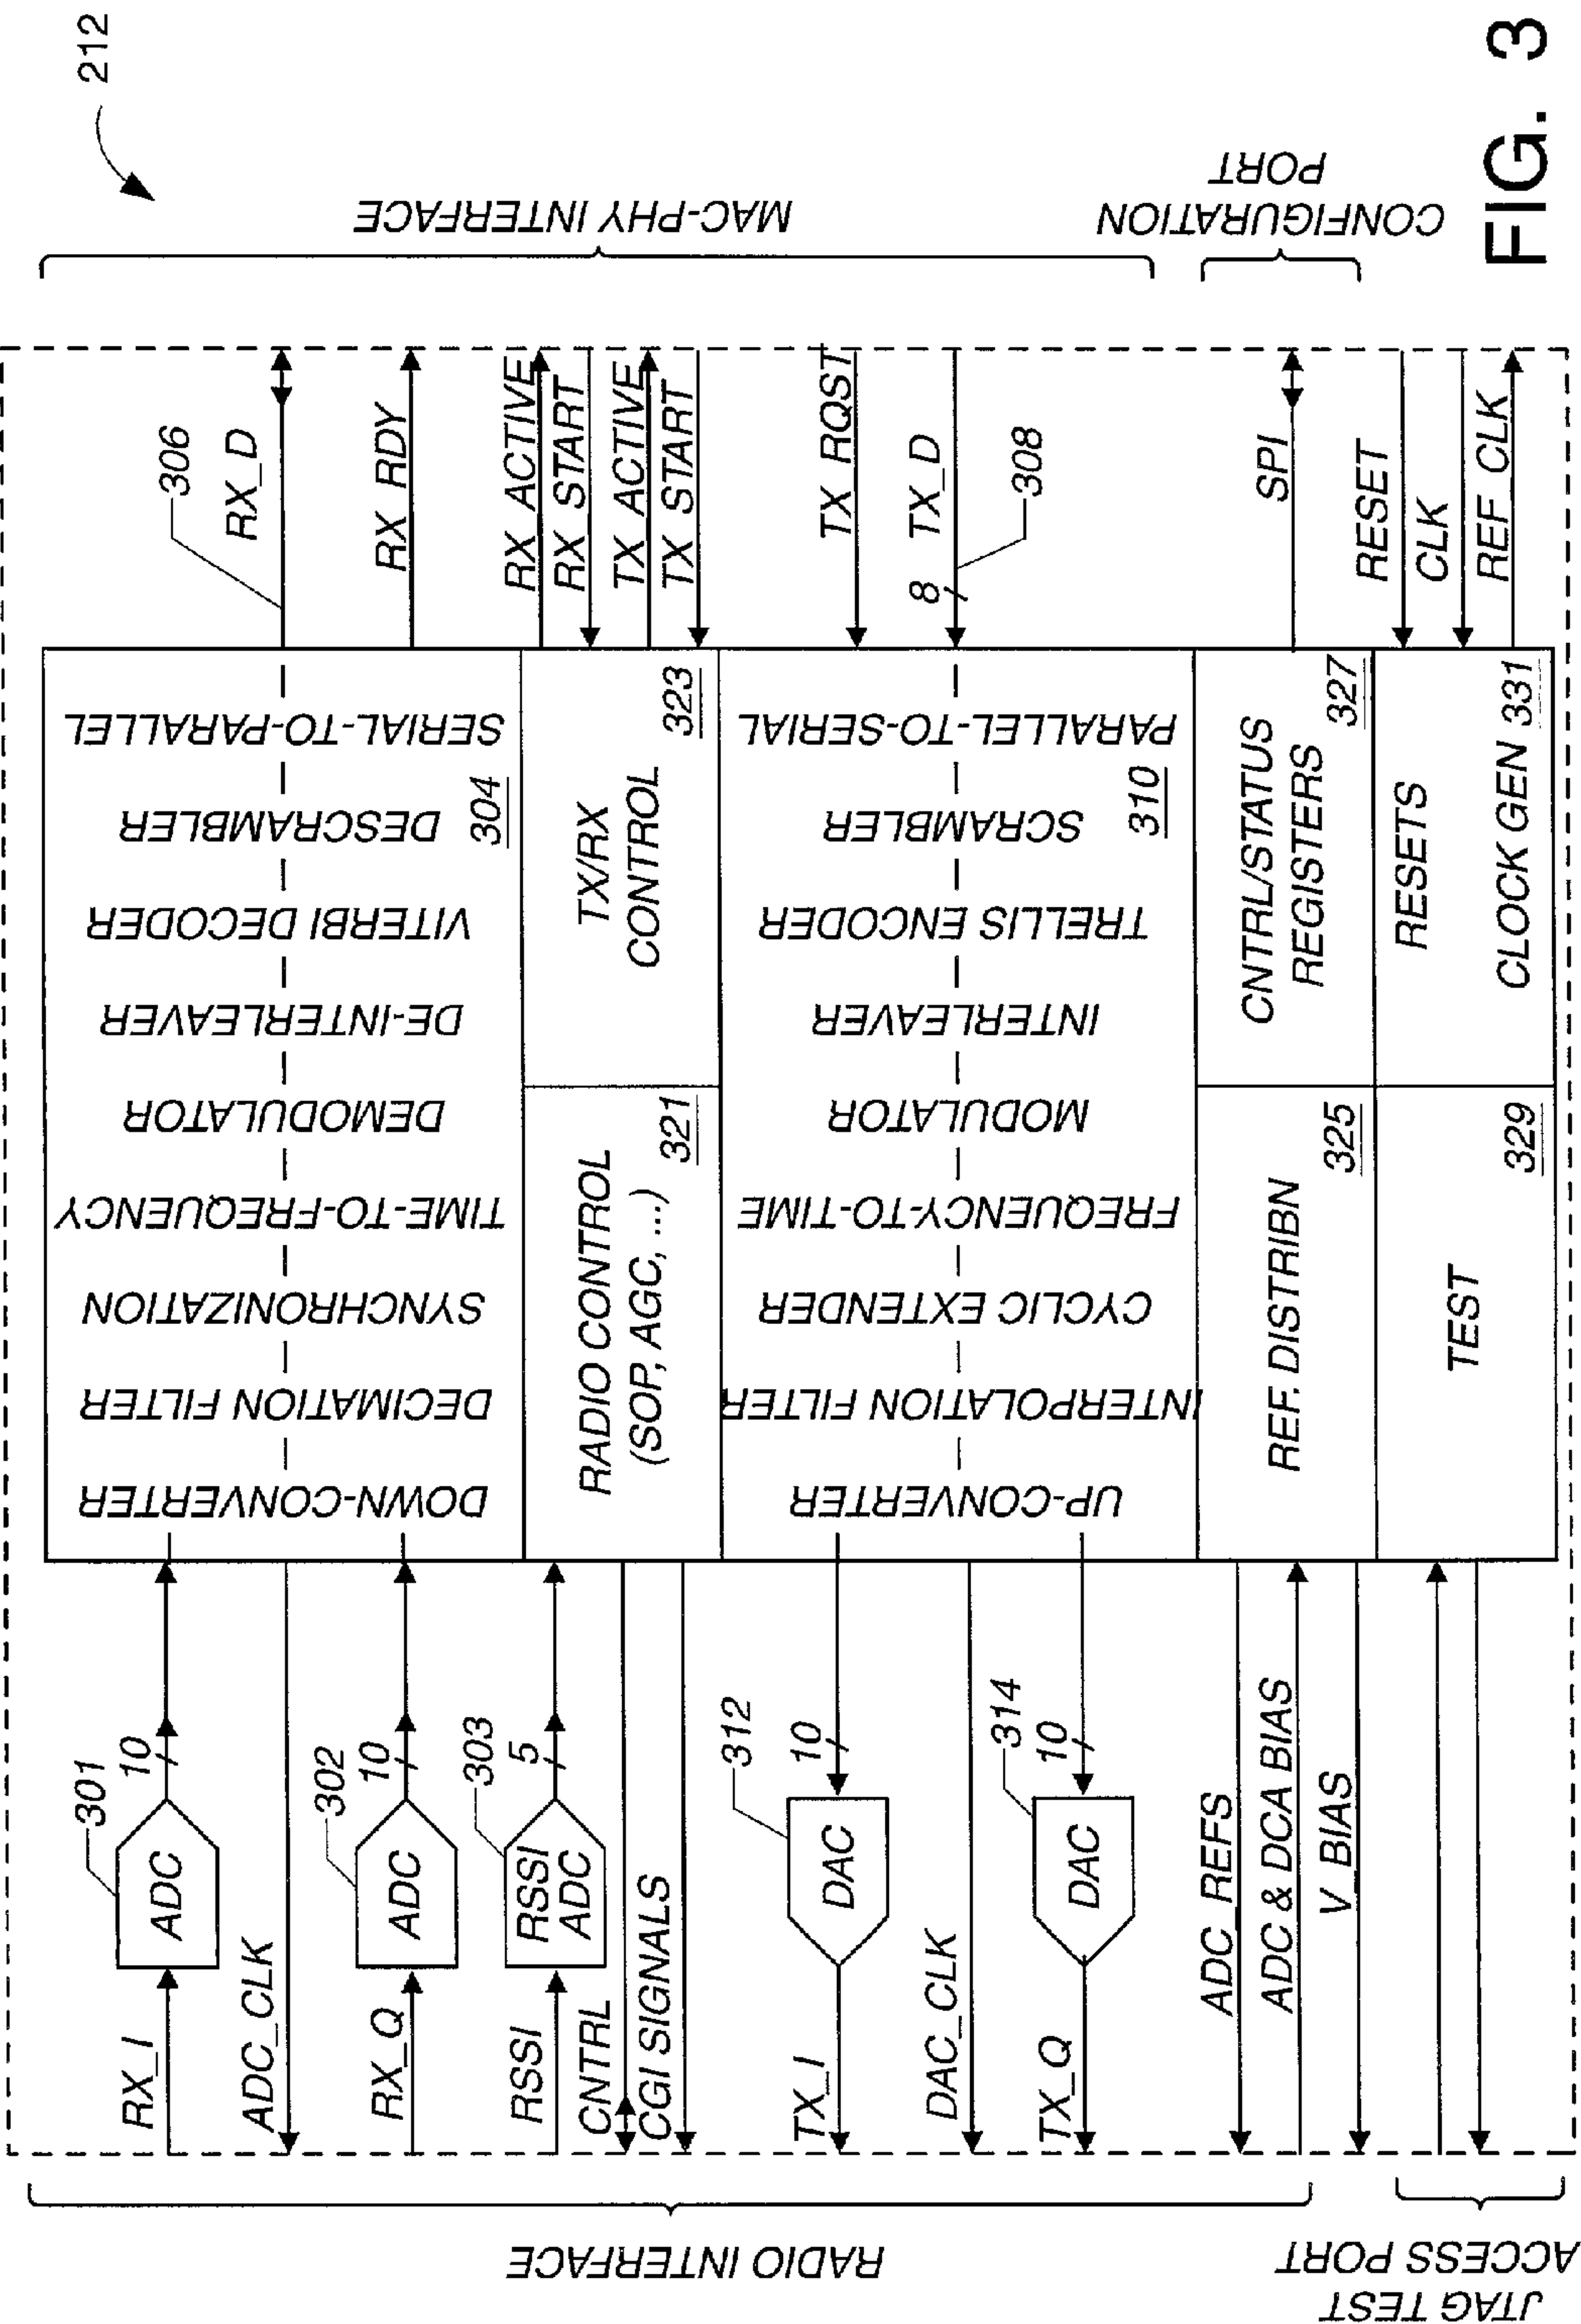 212
RADIO INTERFACE
JTAG TEST
ACCESS PORT
MAC-PHY INTERFACE
CONFIGURATION
PORT
RX_I
301
ADC
10
ADC_CLK
RX_Q
302
ADC
10
RSSI
303
RSSI
ADC
5
CNTRL
CGI SIGNALS
TX_I
312
DAC
10
DAC_CLK
TX_Q
314
DAC
10
ADC_REFS
ADC & DCA BIAS
V_BIAS
DOWN-CONVERTER
DECIMATION FILTER
SYNCHRONIZATION
TIME-TO-FREQUENCY
DEMODULATOR
DE-INTERLEAVER
VITERBI DECODER
DESCRAMBLER
SERIAL-TO-PARALLEL
304
RADIO CONTROL
(SOP, AGC, ...)
321
TX/RX
CONTROL
323
UP-CONVERTER
INTERPOLATION FILTER
CYCLIC EXTENDER
FREQUENCY-TO-TIME
MODULATOR
INTERLEAVER
TRELLIS ENCODER
SCRAMBLER
PARALLEL-TO-SERIAL
310
REF. DISTRIBN
325
CNTRL/STATUS
REGISTERS
327
TEST
329
RESETS
CLOCK GEN 331
306
RX_D
RX_RDY
RX_ACTIVE
RX_START
TX_ACTIVE
TX_START
TX_RQST
8
TX_D
308
SPI
RESET
CLK
REF_CLK
FIG. 3